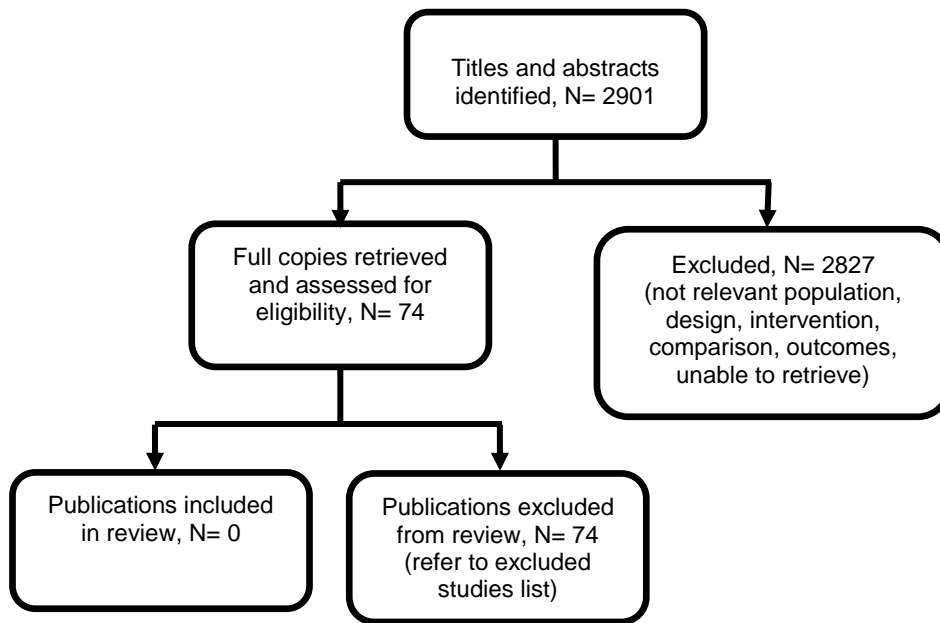 Titles and abstracts
identified, N= 2901
Full copies retrieved
and assessed for
eligibility, N= 74
Excluded, N= 2827
(not relevant population,
design, intervention,
comparison, outcomes,
unable to retrieve)
Publications included
in review, N= 0
Publications excluded
from review, N= 74
(refer to excluded
studies list)